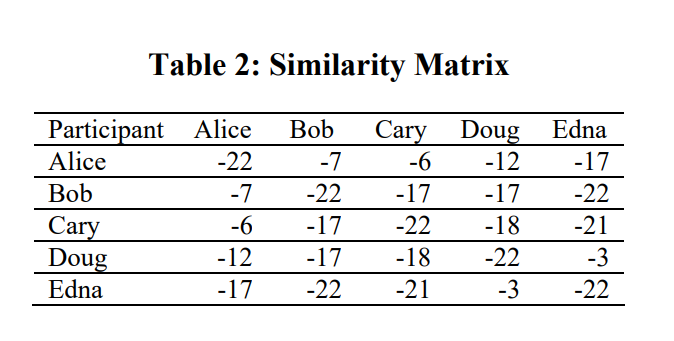 Table 2: Similarity Matrix
Participant Alice Bob Cary Doug Edna
Alice -22 -7 -6 -12 -17
Bob -7 -22 -17 -17 -22
Cary -6 -17 -22 -18 -21
Doug -12 -17 -18 -22 -3
Edna -17 -22 -21 -3 -22